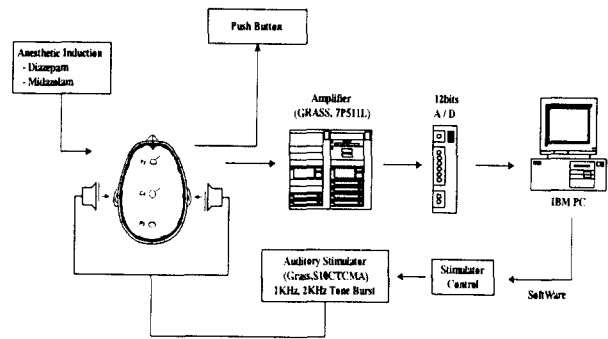 Push Button
Anesthetic Induction
- Diazepam
- Midazolam
Amplifier
(GRASS, 7P511L)
12bits
A / D
IBM PC
Auditory Stimulator
(Grass,S10CTCMA)
1KHz, 2KHz Tone Burst
Stimulator
Control
SoftWare